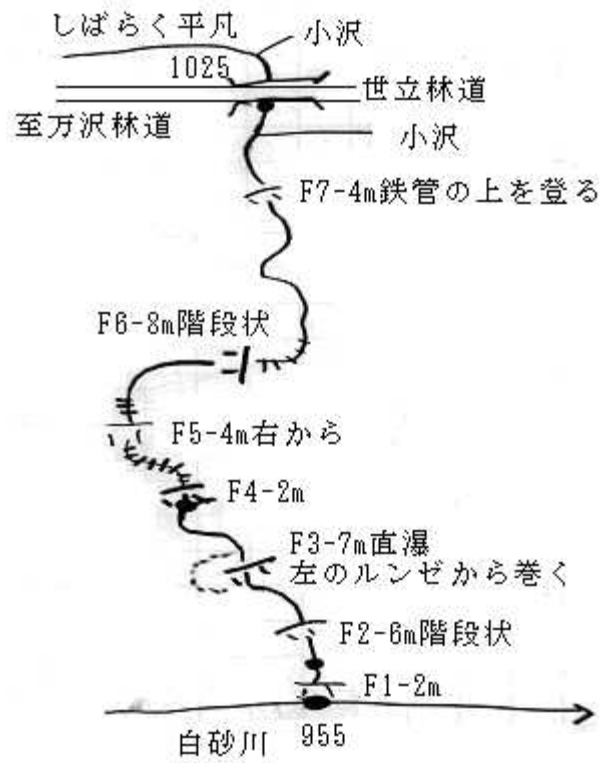 しばらく平凡
小沢
1025
世立林道
至万沢林道
小沢
F7-4m鉄管の上を登る
F6-8m階段状
F5-4m右から
F4-2m
F3-7m直瀑
左のルンゼから巻く
F2-6m階段状
F1-2m
白砂川
955